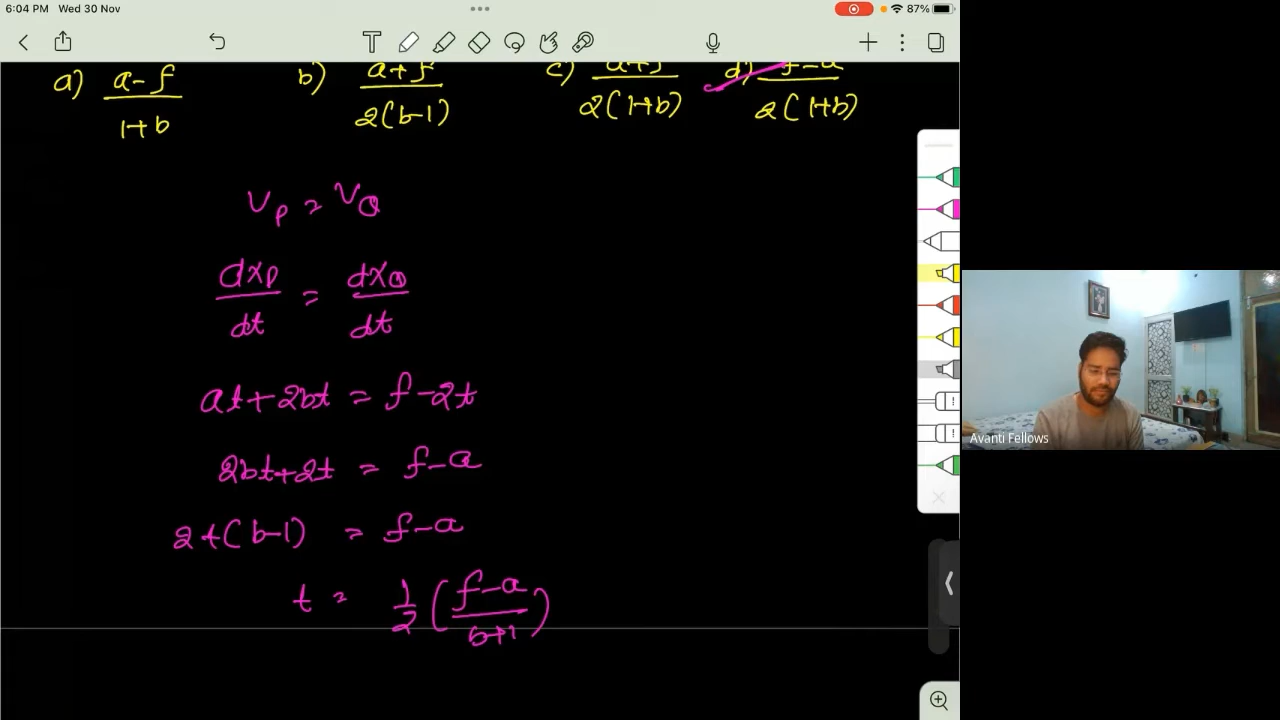 6:04 PM Wed 30 Nov 87%
T
a) a-f / 1+b b) a+f / 2(b-1) c) a+f / 2(1+b) d) f-a / 2(1+b)
Vp = VQ
dxp/dt = dxQ/dt
at+2bt = f-2t
2bt+2t = f-a
2t(b-1) = f-a
t = 1/2 (f-a / b+1)
Avanti Fellows